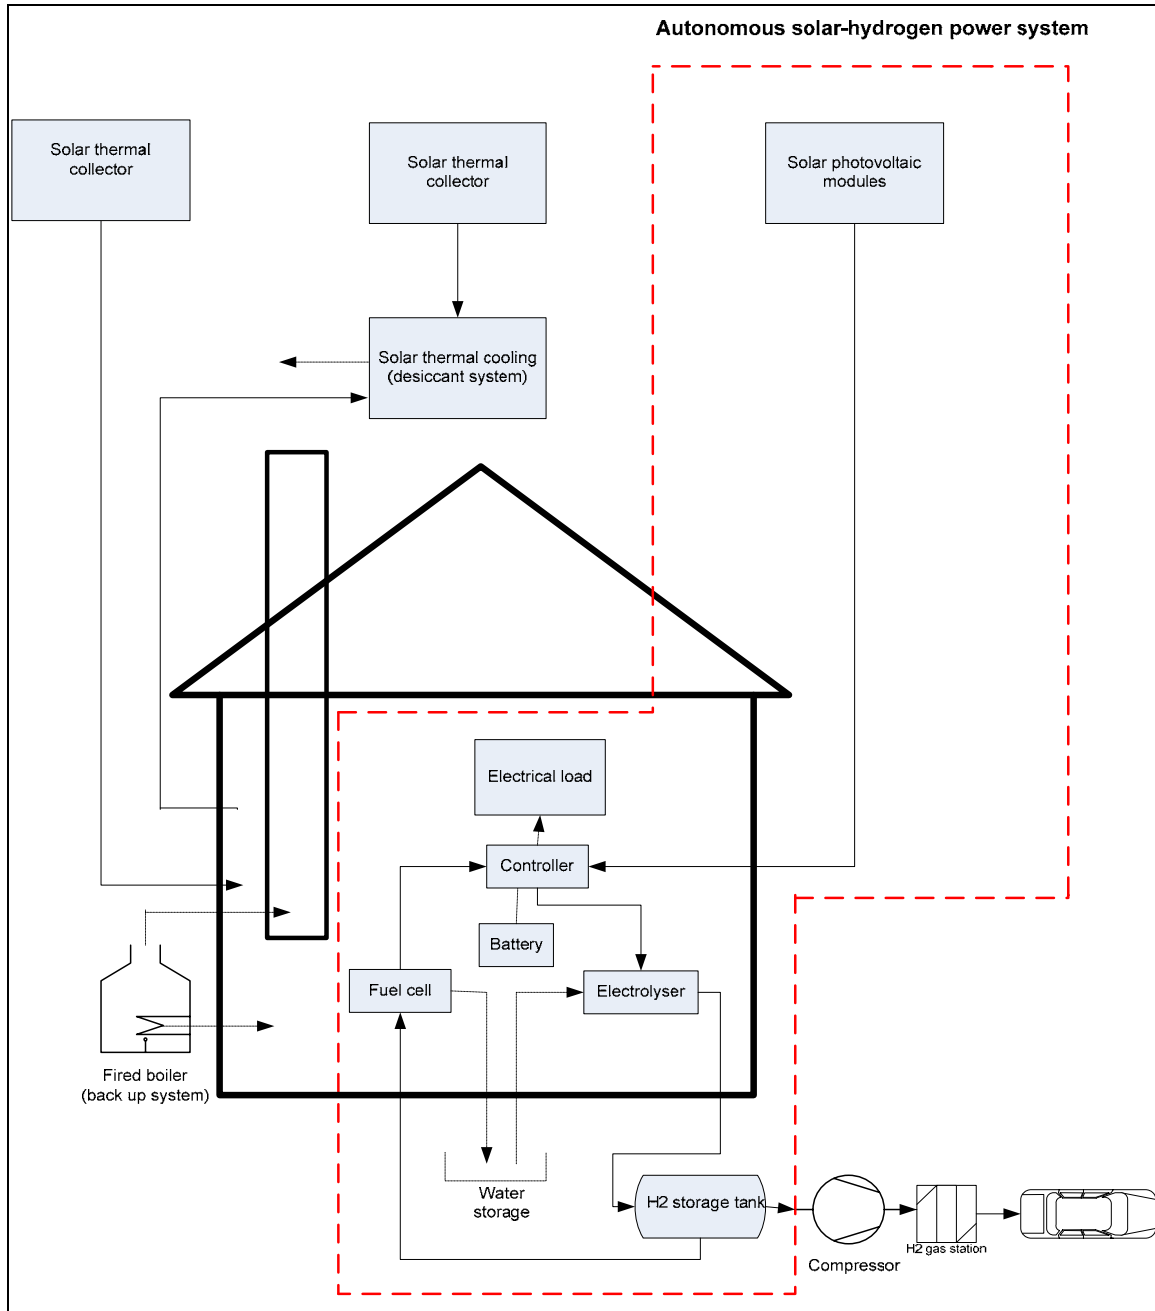 Autonomous solar-hydrogen power system
Solar thermal
collector
Solar thermal
collector
Solar photovoltaic
modules
Solar thermal cooling
(desiccant system)
Electrical load
Controller
Battery
Fuel cell
Electrolyser
Fired boiler
(back up system)
Water
storage
H2 storage tank
H2 gas station
Compressor